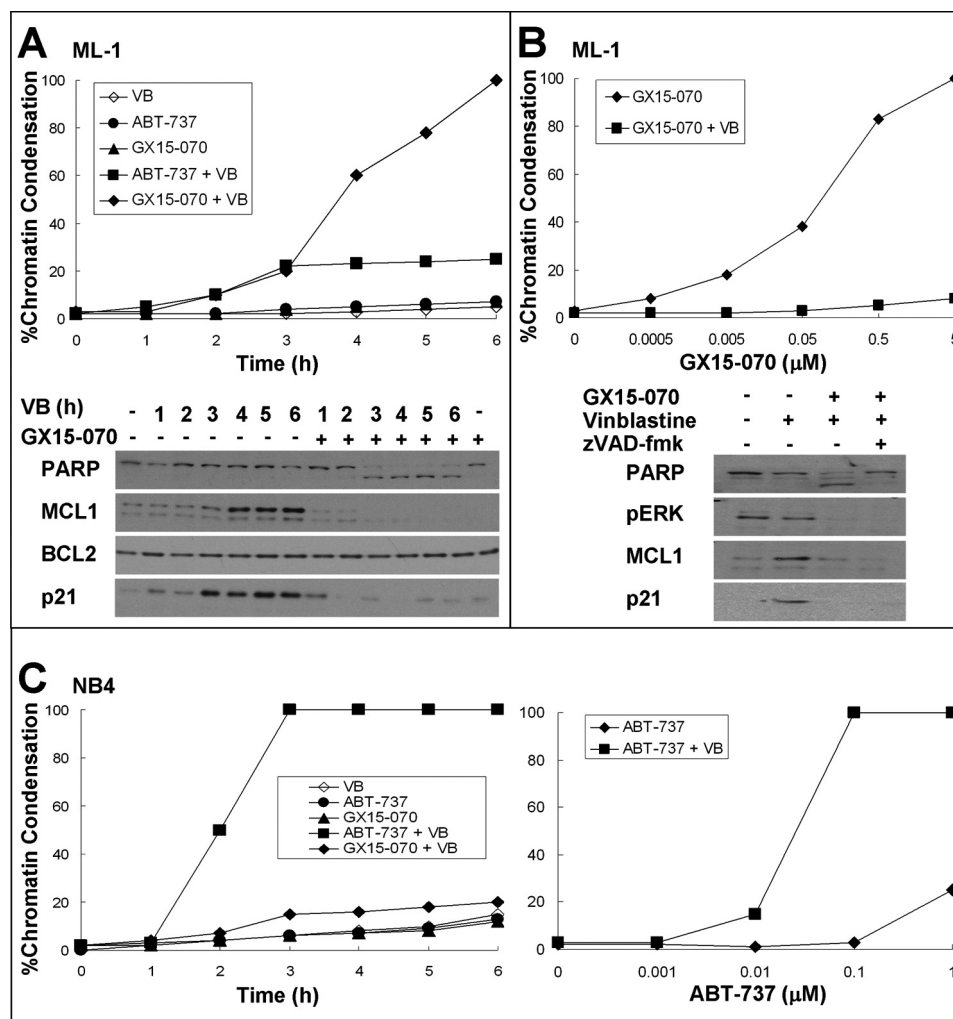 A ML-1
%Chromatin Condensation
100
80
60
40
20
0
VB
ABT-737
GX15-070
ABT-737 + VB
GX15-070 + VB
0 1 2 3 4 5 6
Time (h)
VB (h) - 1 2 3 4 5 6 1 2 3 4 5 6 -
GX15-070 - - - - - - - + + + + + + +
PARP
MCL1
BCL2
p21
B ML-1
%Chromatin Condensation
100
80
60
40
20
0
GX15-070
GX15-070 + VB
0 0.0005 0.005 0.05 0.5 5
GX15-070 (μM)
GX15-070 - - + +
Vinblastine - + + +
zVAD-fmk - - - +
PARP
pERK
MCL1
p21
C NB4
%Chromatin Condensation
100
80
60
40
20
0
VB
ABT-737
GX15-070
ABT-737 + VB
GX15-070 + VB
0 1 2 3 4 5 6
Time (h)
100
80
60
40
20
0
ABT-737
ABT-737 + VB
0 0.001 0.01 0.1 1
ABT-737 (μM)